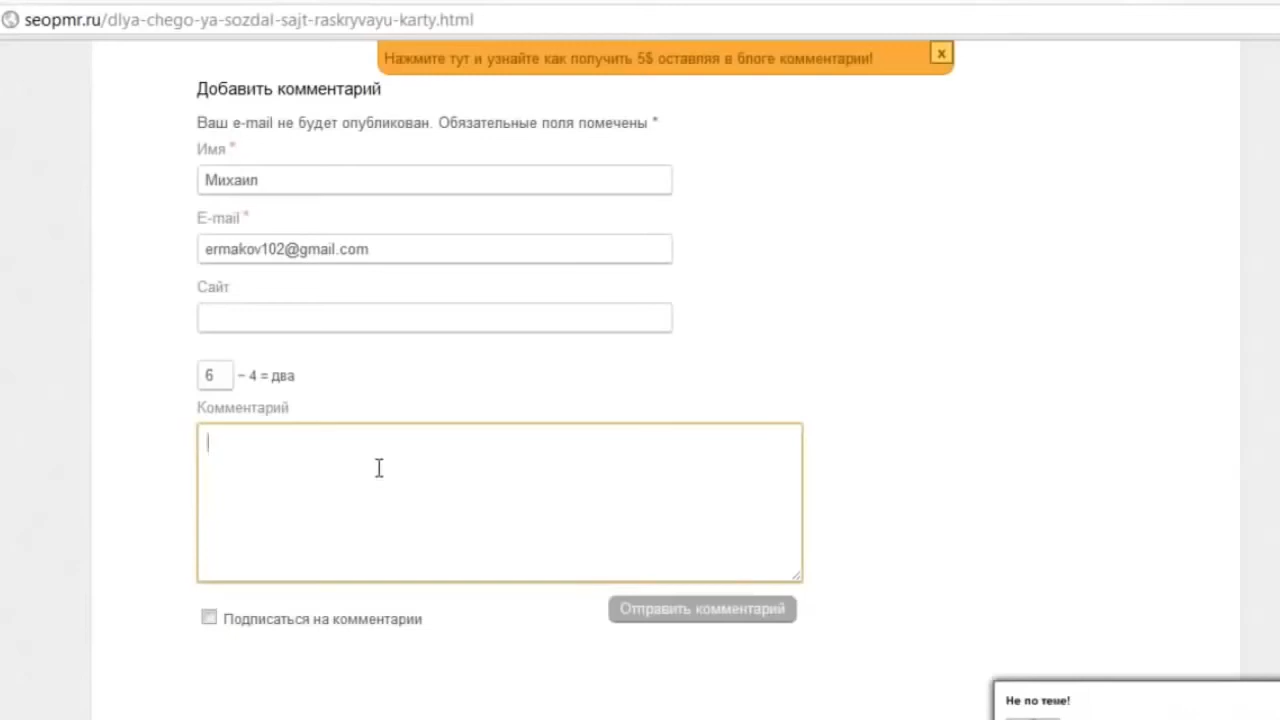 seopmr.ru/dlya-chego-ya-sozdal-sajt-raskryvayu-karty.html
Нажмите тут и узнайте как получить 5$ оставляя в блоге комментарии!
x
Добавить комментарий
Ваш e-mail не будет опубликован. Обязательные поля помечены *
Имя *
Михаил
E-mail *
ermakov102@gmail.com
Сайт
6 − 4 = два
Комментарий
Отправить комментарий
Подписаться на комментарии
Не по теме!